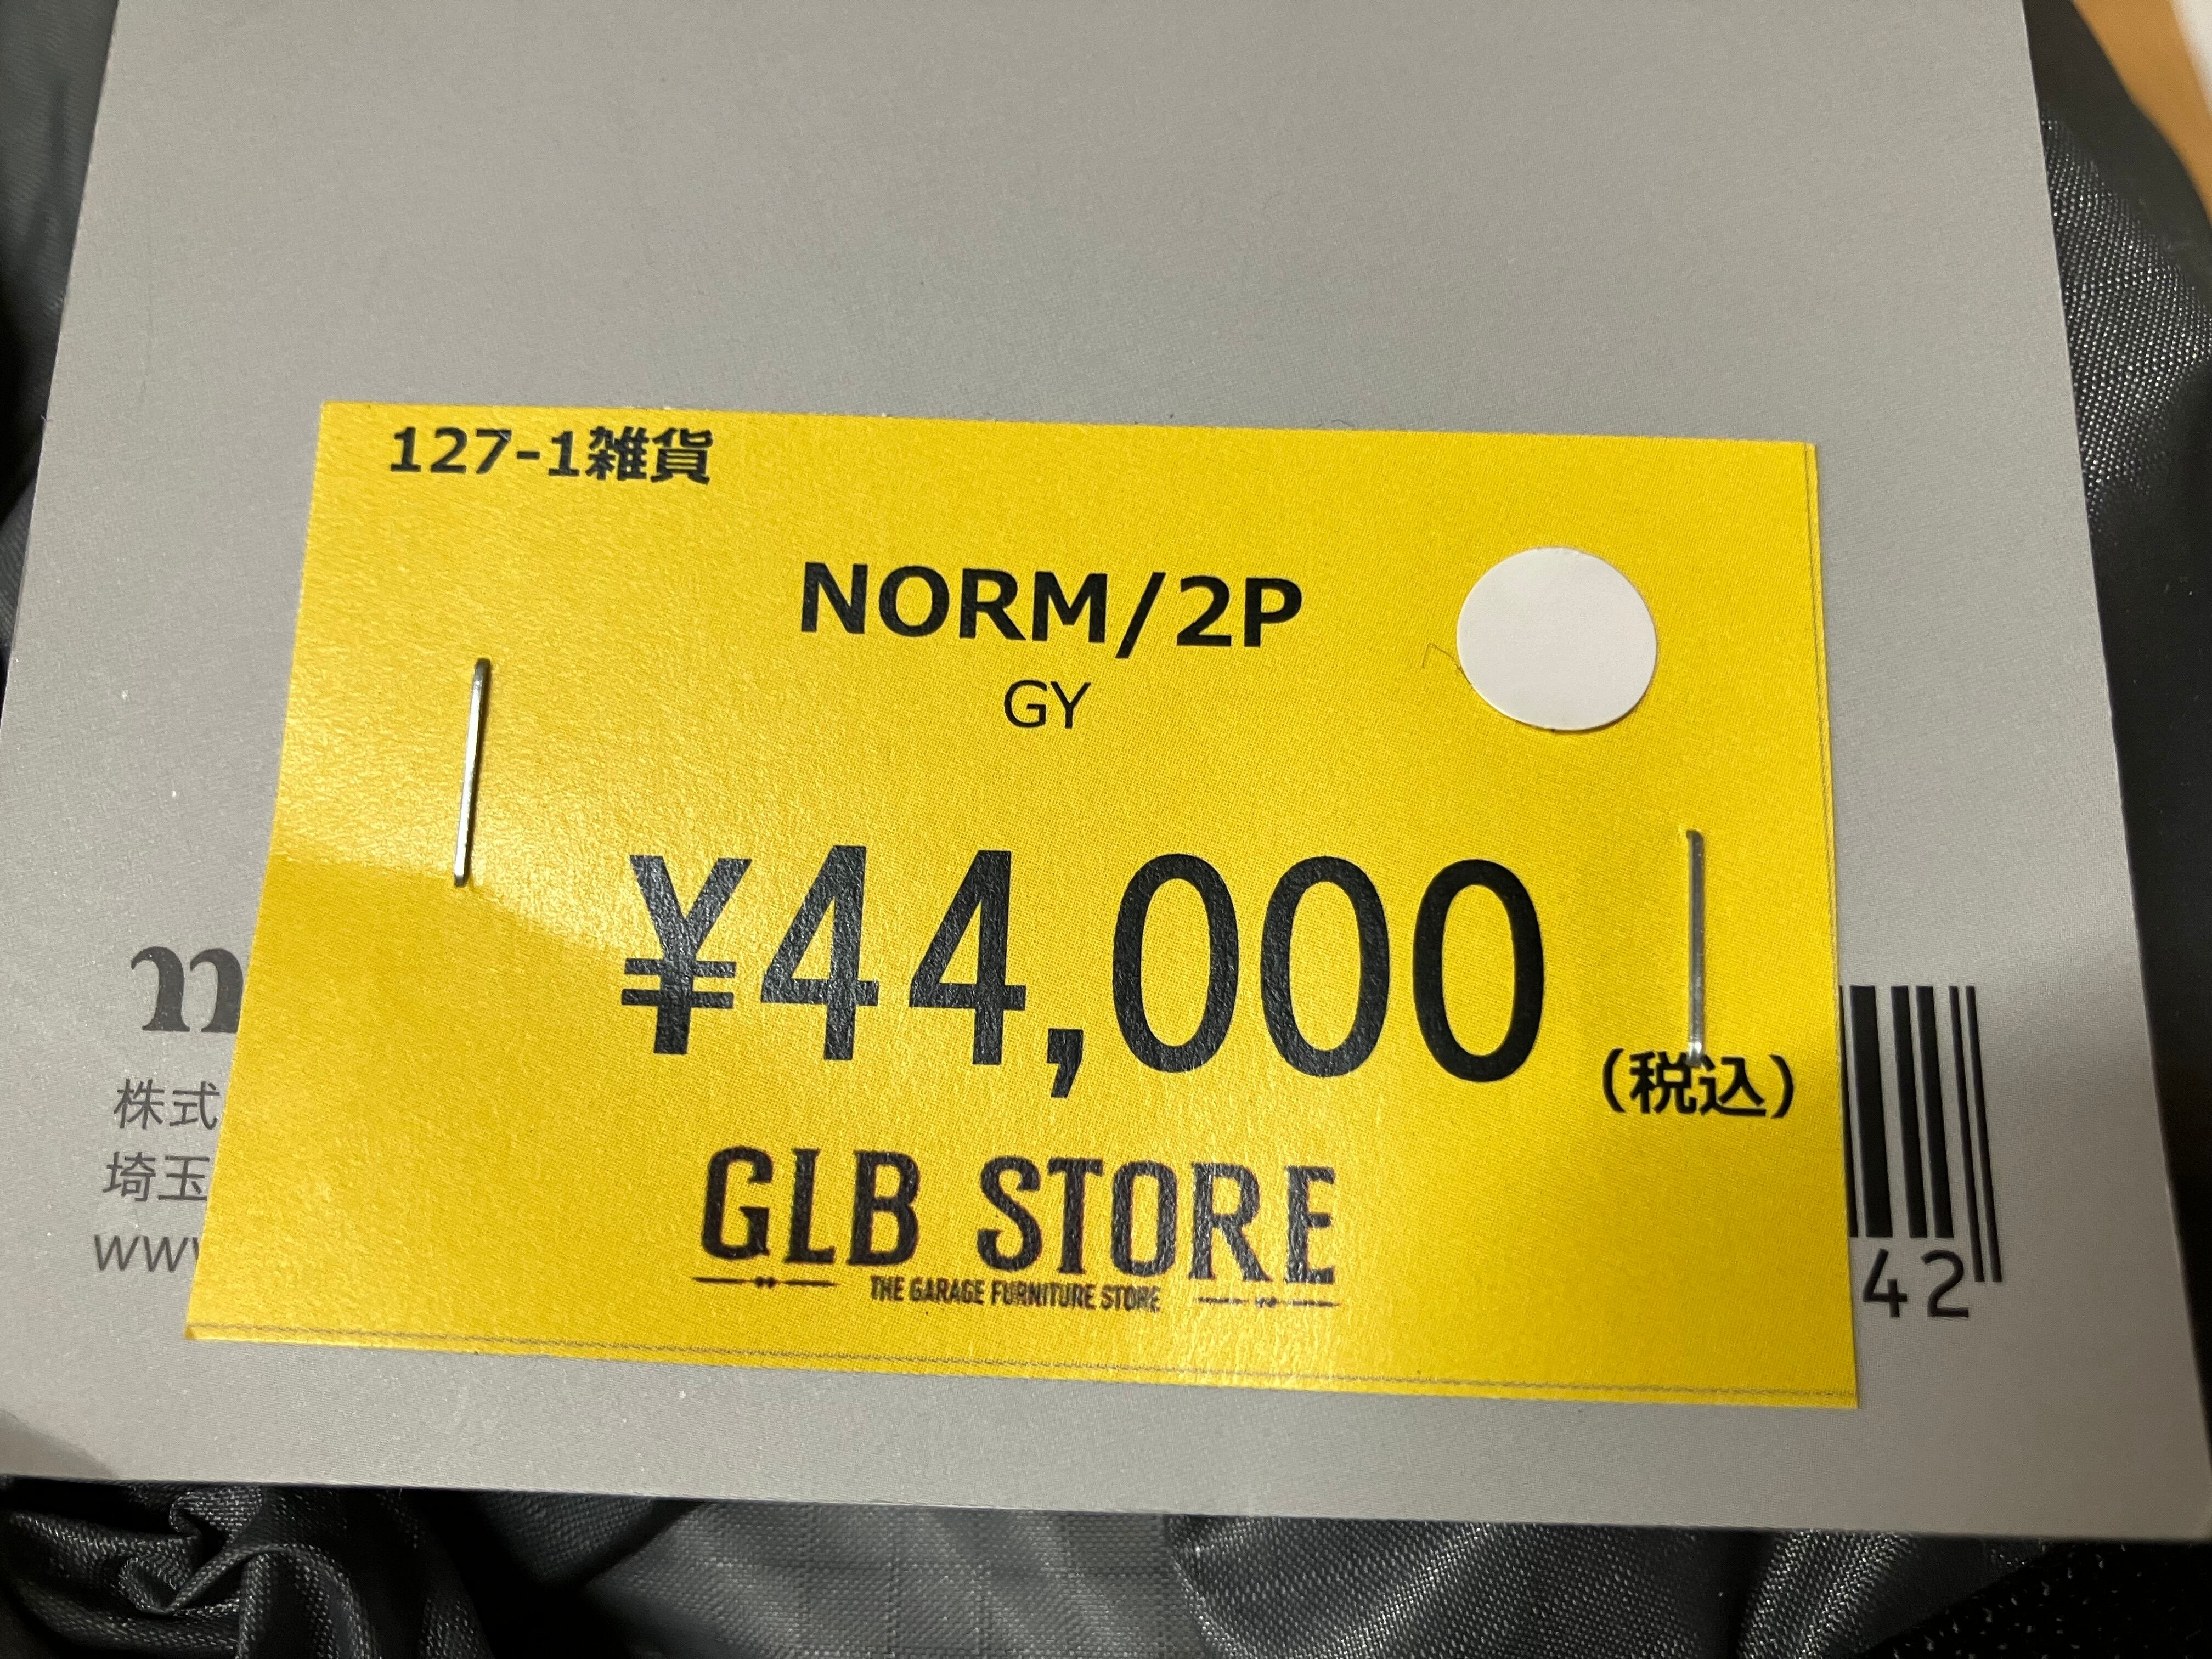 127-1雑貨
NORM/2P
GY
¥44,000
(税込)
GLB STORE
THE GARAGE FURNITURE STORE
株式
埼玉
42